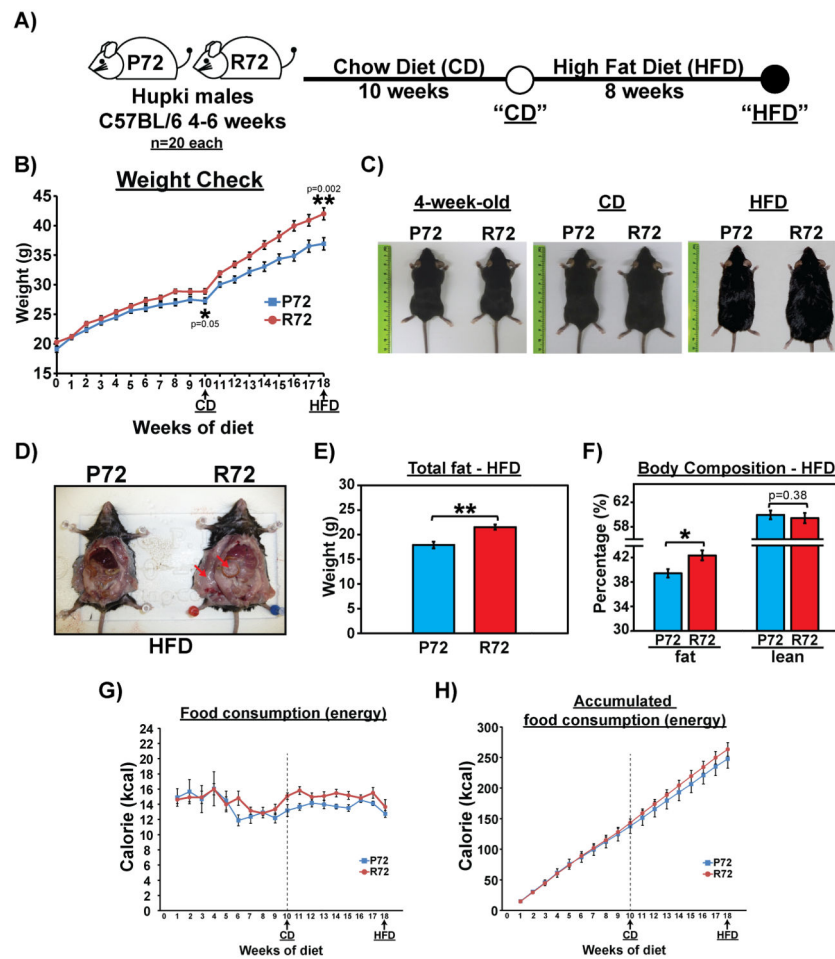 A)
P72 R72
Hupki males
C57BL/6 4-6 weeks
n=20 each
Chow Diet (CD)
10 weeks
"CD"
High Fat Diet (HFD)
8 weeks
"HFD"
B)
Weight Check
Weight (g)
45
40
35
30
25
20
15
p=0.002
**
P72
R72
*
p=0.05
0 1 2 3 4 5 6 7 8 9 10 11 12 13 14 15 16 17 18
CD HFD
Weeks of diet
C)
4-week-old CD HFD
P72 R72 P72 R72 P72 R72
D)
P72 R72
HFD
E)
Total fat - HFD
Weight (g)
30
25
20
15
10
5
0
**
P72 R72
F)
Body Composition - HFD
Percentage (%)
62
58
42
38
34
30
*
p=0.38
P72 R72 P72 R72
fat lean
G)
Food consumption (energy)
Calorie (kcal)
24
22
20
18
16
14
12
10
8
6
4
2
0
P72
R72
0 1 2 3 4 5 6 7 8 9 10 11 12 13 14 15 16 17 18
CD HFD
Weeks of diet
H)
Accumulated
food consumption (energy)
Calorie (kcal)
300
250
200
150
100
50
0
P72
R72
0 1 2 3 4 5 6 7 8 9 10 11 12 13 14 15 16 17 18
CD HFD
Weeks of diet